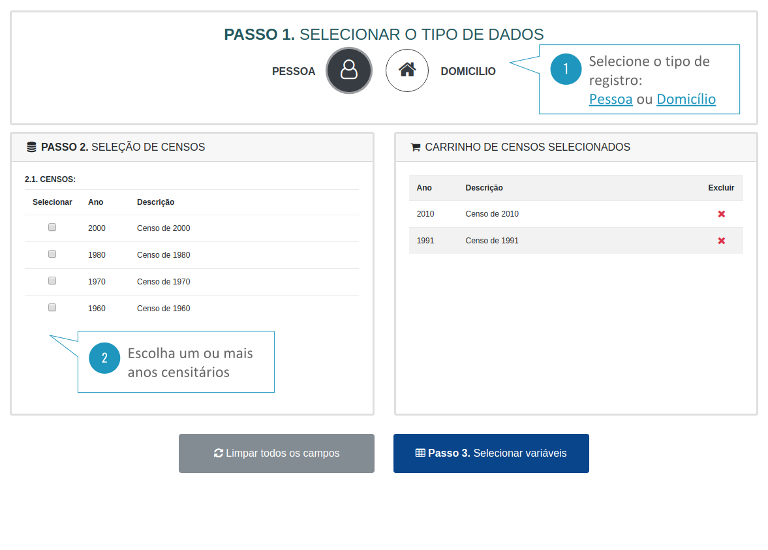 PASSO 1. SELECIONAR O TIPO DE DADOS
PESSOA
DOMICILIO
1
Selecione o tipo de
registro:
Pessoa ou Domicílio
PASSO 2. SELEÇÃO DE CENSOS
2.1. CENSOS:
Selecionar Ano Descrição
2000 Censo de 2000
1980 Censo de 1980
1970 Censo de 1970
1960 Censo de 1960
2
Escolha um ou mais
anos censitários
CARRINHO DE CENSOS SELECIONADOS
Ano Descrição Excluir
2010 Censo de 2010
1991 Censo de 1991
Limpar todos os campos
Passo 3. Selecionar variáveis